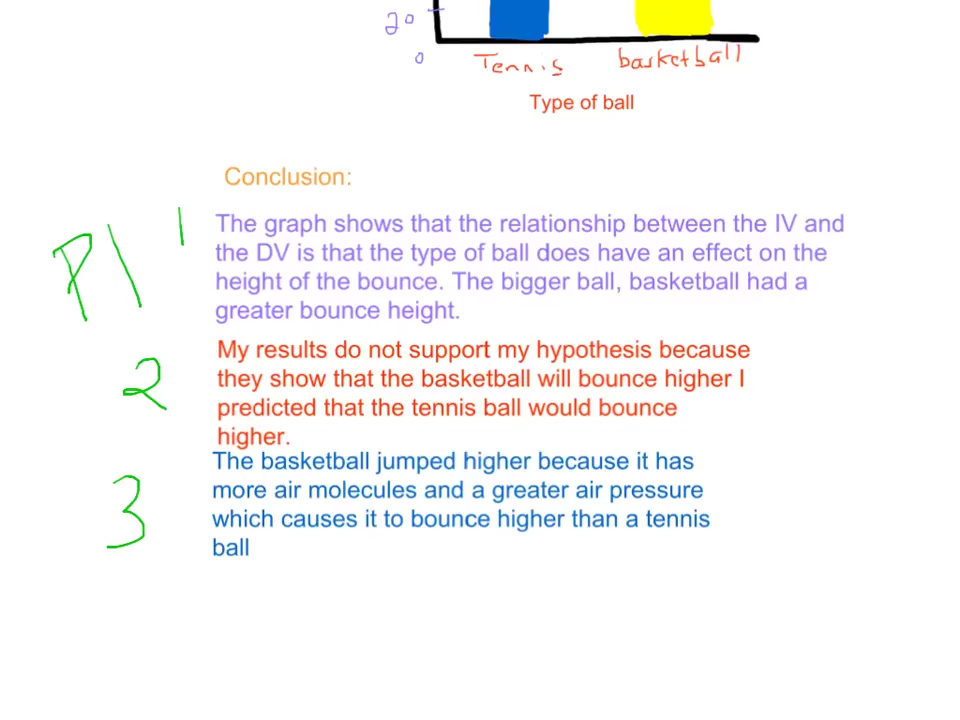 20
0
Tennis basketball
Type of ball
Conclusion:
P1 1
The graph shows that the relationship between the IV and
the DV is that the type of ball does have an effect on the
height of the bounce. The bigger ball, basketball had a
greater bounce height.
2
My results do not support my hypothesis because
they show that the basketball will bounce higher I
predicted that the tennis ball would bounce
higher.
3
The basketball jumped higher because it has
more air molecules and a greater air pressure
which causes it to bounce higher than a tennis
ball